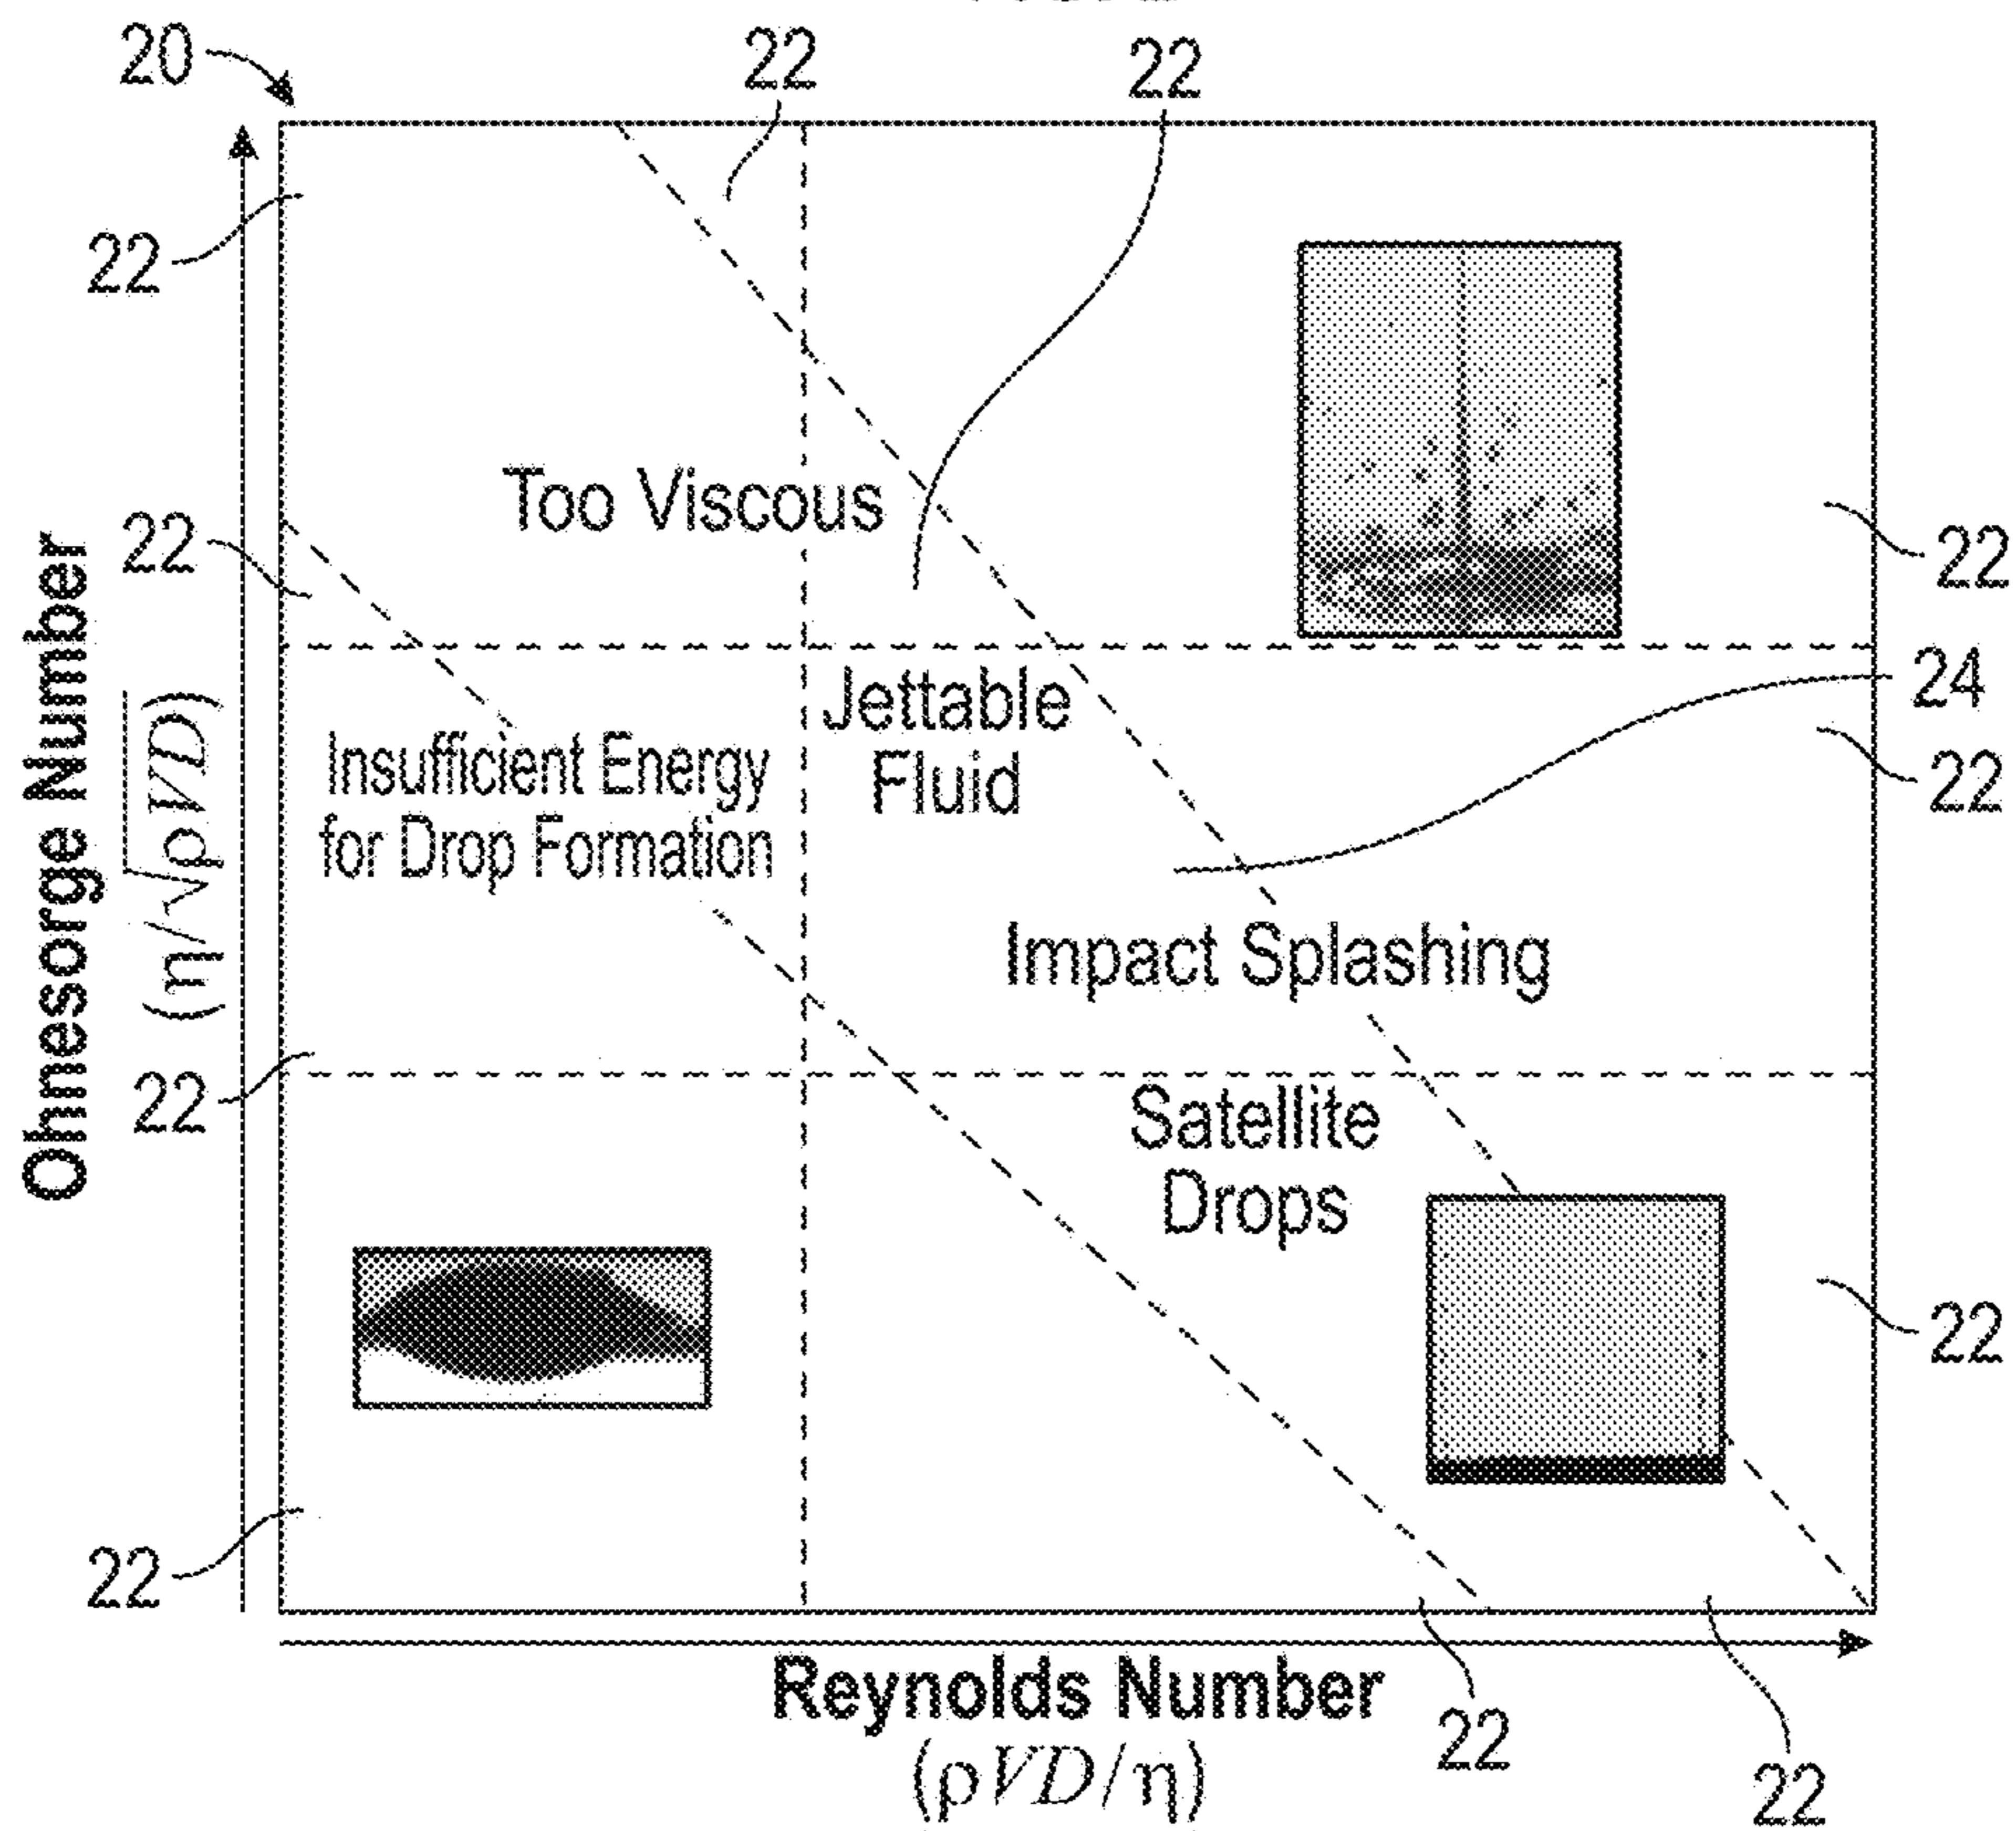 20
22
22
22
Too Viscous
22
22
24
Jettable
Fluid
22
Insufficient Energy
for Drop Formation
Impact Splashing
22
Satellite
Drops
22
22
Ohnesorge Number
(η/√ρVD)
Reynolds Number
(ρVD/η)
22
22